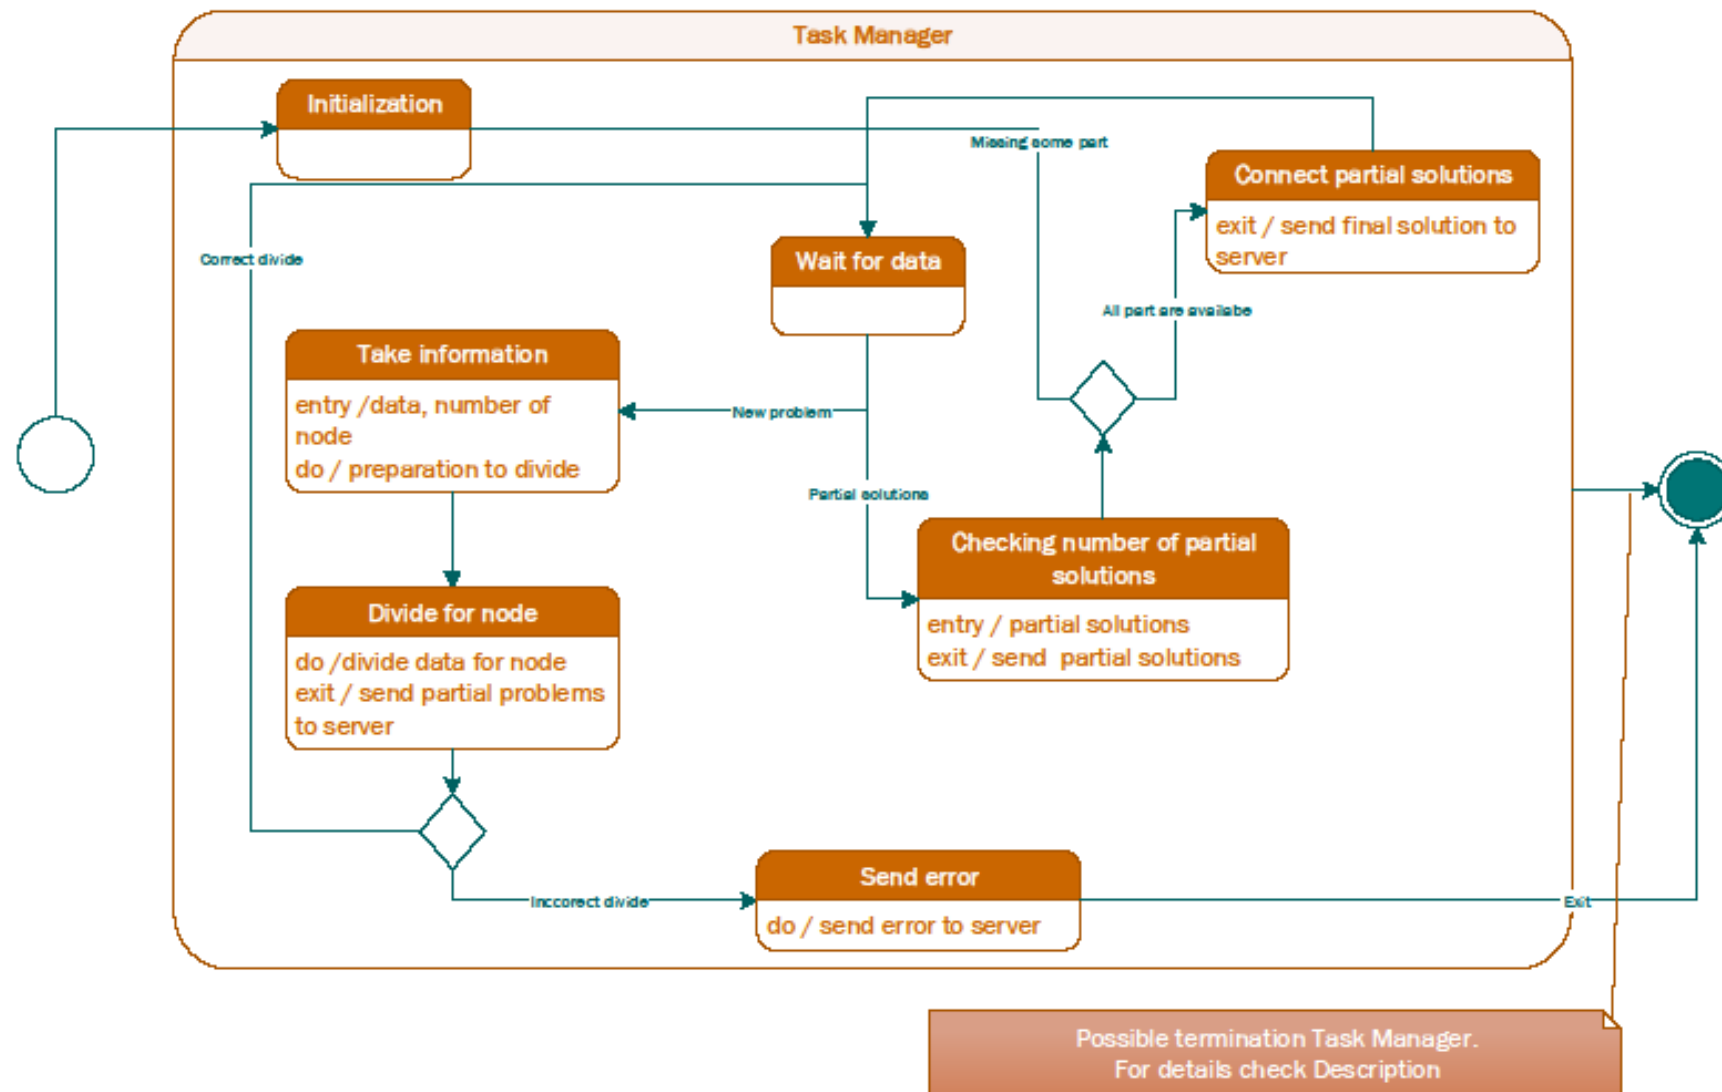 Task Manager
Initialization
Missing some part
Connect partial solutions
exit / send final solution to
server
Correct divide
Wait for data
All part are availabe
Take information
entry /data, number of
node
do / preparation to divide
New problem
Partial solutions
Checking number of partial
solutions
entry / partial solutions
exit / send  partial solutions
Divide for node
do /divide data for node
exit / send partial problems
to server
Send error
do / send error to server
Inccorect divide
Exit
Possible termination Task Manager.
For details check Description